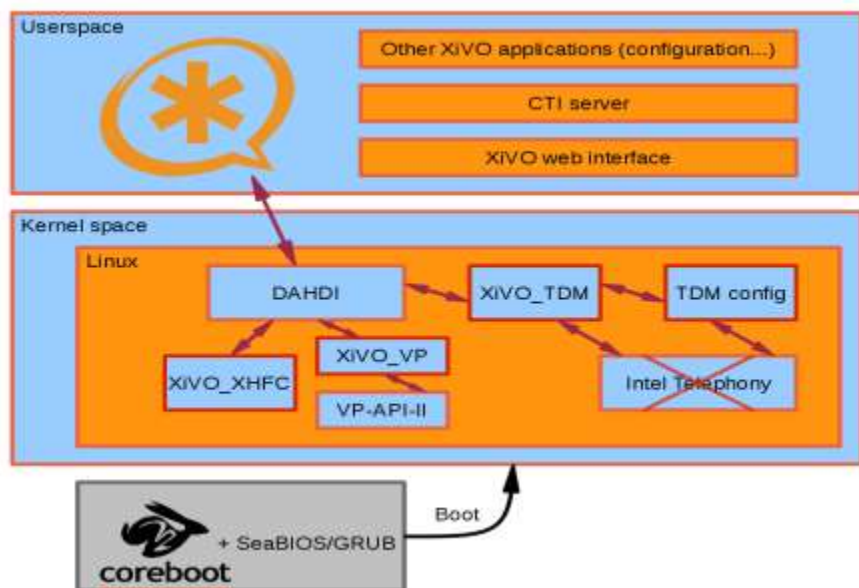 Userspace
Other XiVO applications (configuration...)
CTI server
XiVO web interface
Kernel space
Linux
DAHDI
XiVO_TDM
TDM config
XiVO_VP
XiVO_XHFC
Intel Telephony
VP-API-II
Boot
+ SeaBIOS/GRUB
coreboot